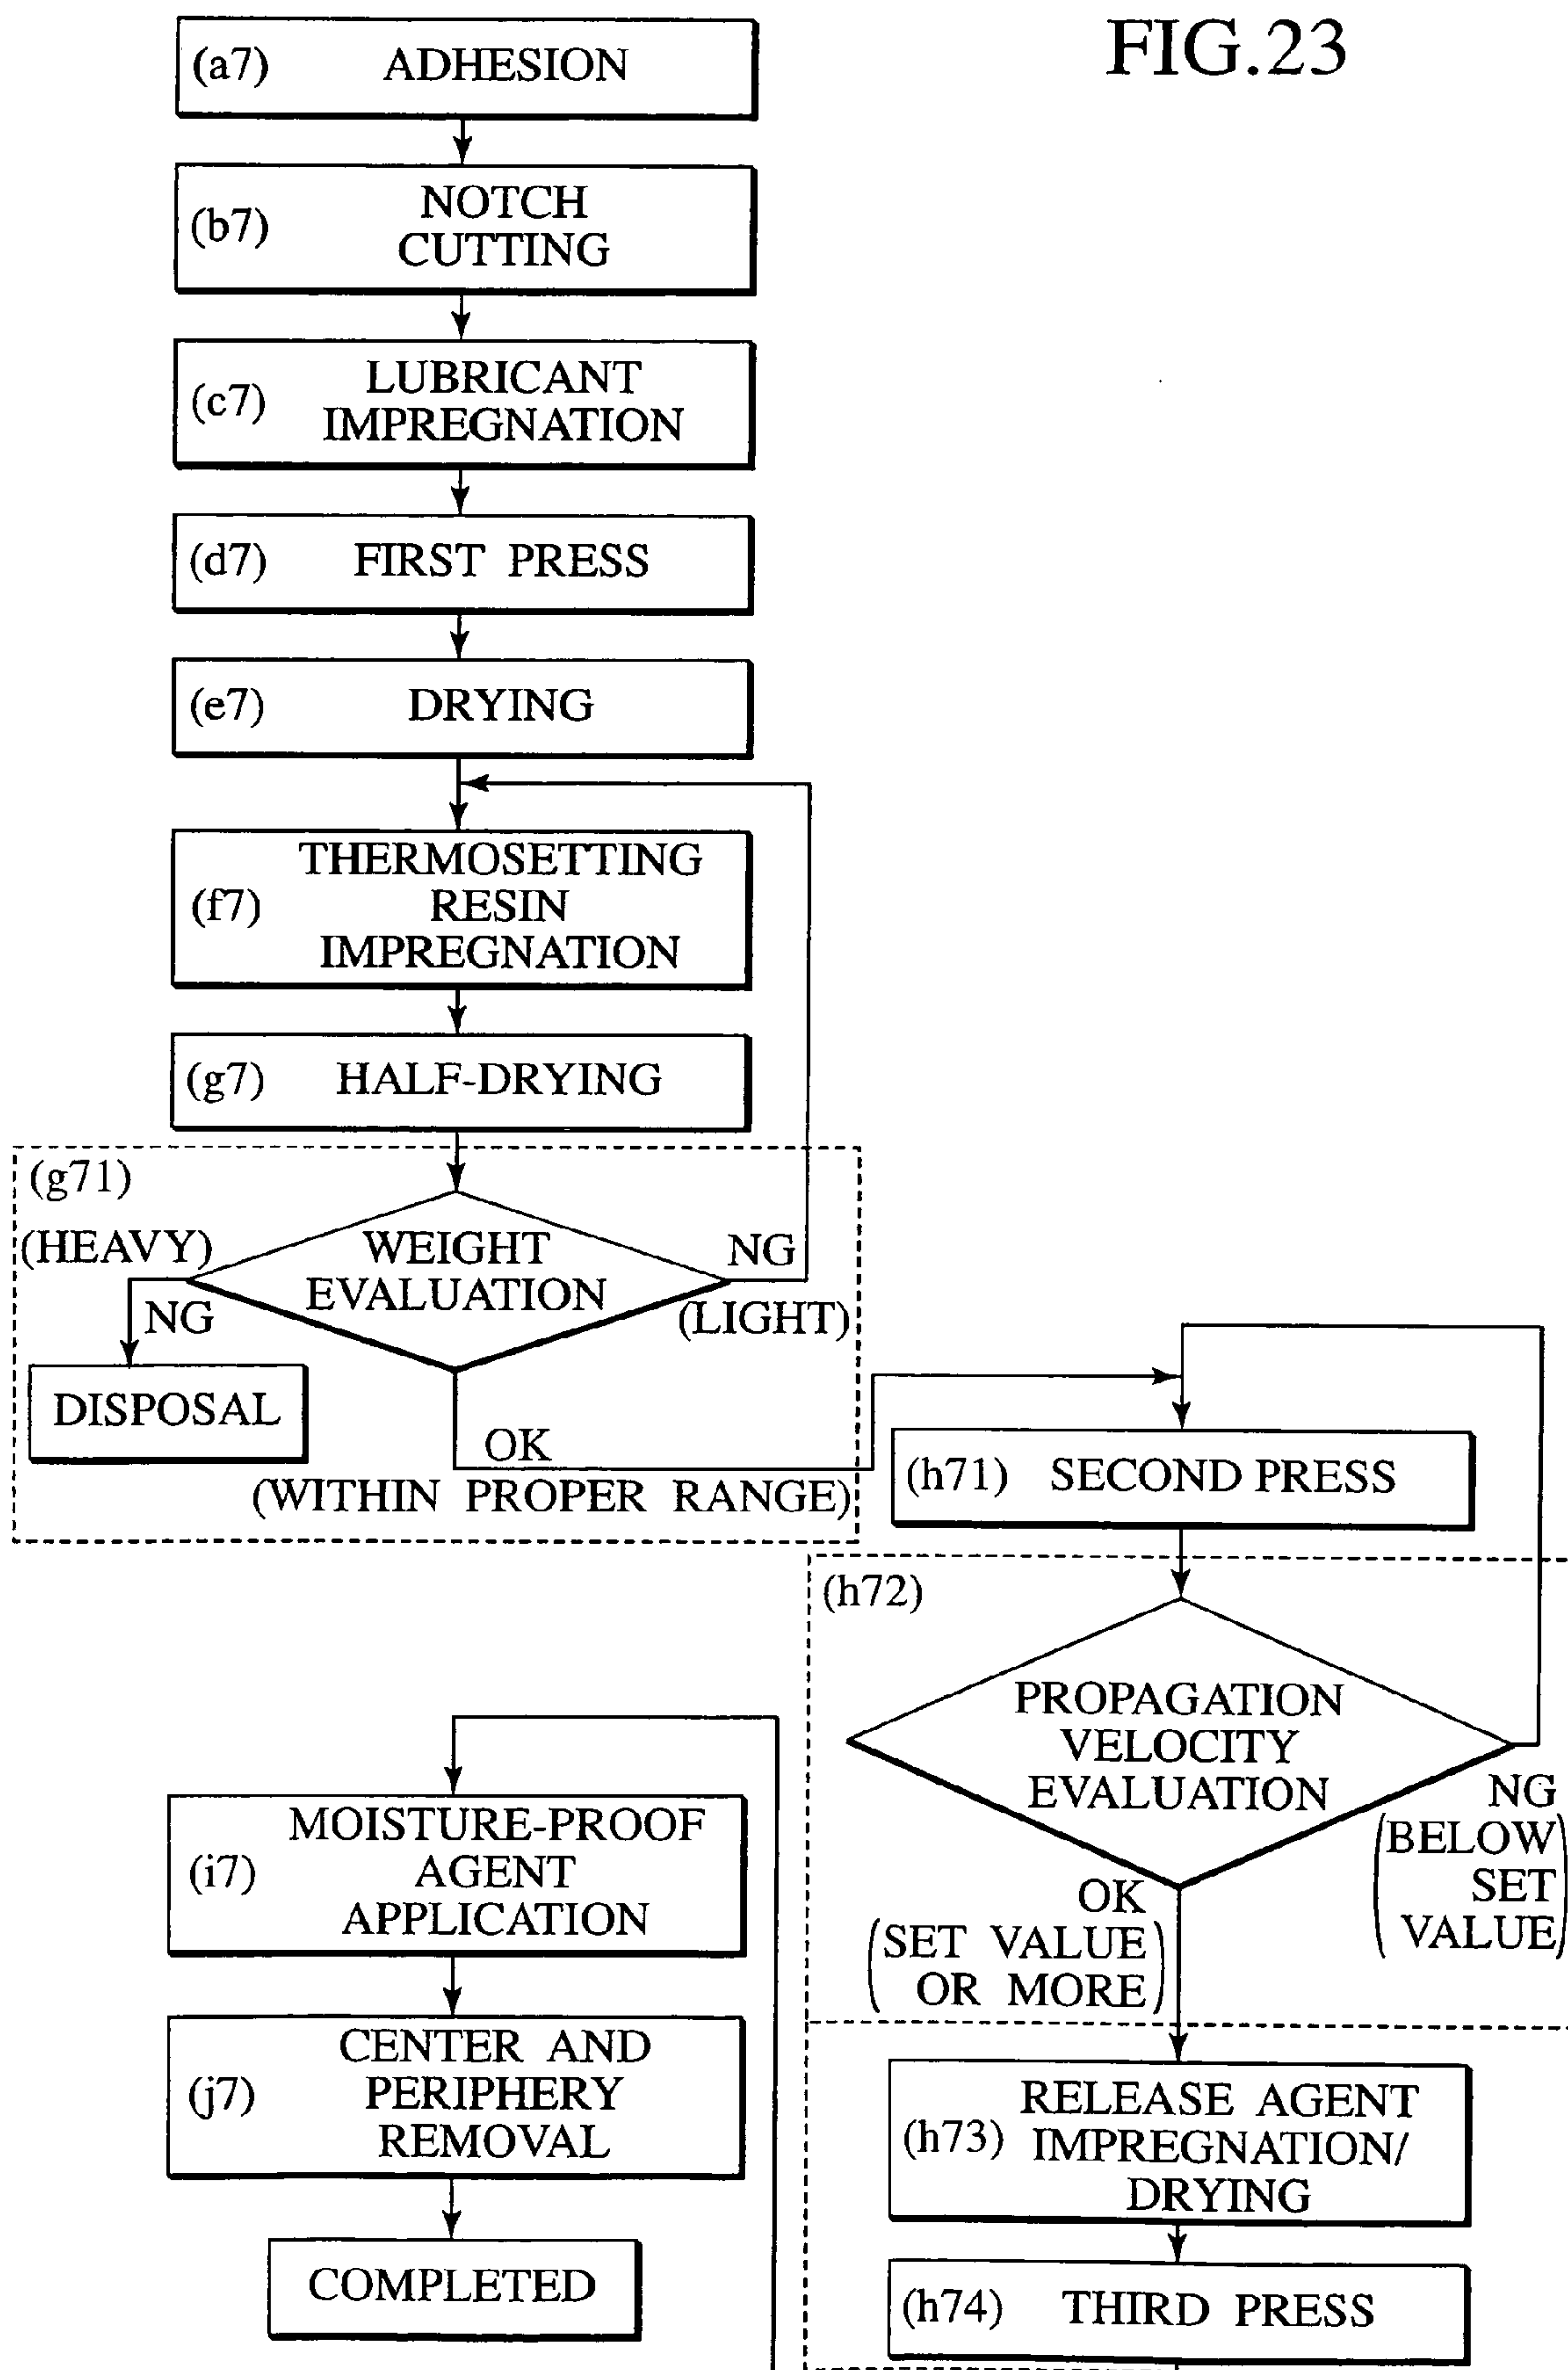 FIG.23
(a7) ADHESION
(b7) NOTCH
CUTTING
(c7) LUBRICANT
IMPREGNATION
(d7) FIRST PRESS
(e7) DRYING
(f7) THERMOSETTING
RESIN
IMPREGNATION
(g7) HALF-DRYING
(g71)
(HEAVY)
NG
WEIGHT
EVALUATION
NG
(LIGHT)
DISPOSAL
OK
(WITHIN PROPER RANGE)
(h71) SECOND PRESS
(h72)
PROPAGATION
VELOCITY
EVALUATION
NG
(BELOW
SET
VALUE)
OK
(SET VALUE
OR MORE)
(h73) RELEASE AGENT
IMPREGNATION/
DRYING
(h74) THIRD PRESS
(i7) MOISTURE-PROOF
AGENT
APPLICATION
(j7) CENTER AND
PERIPHERY
REMOVAL
COMPLETED